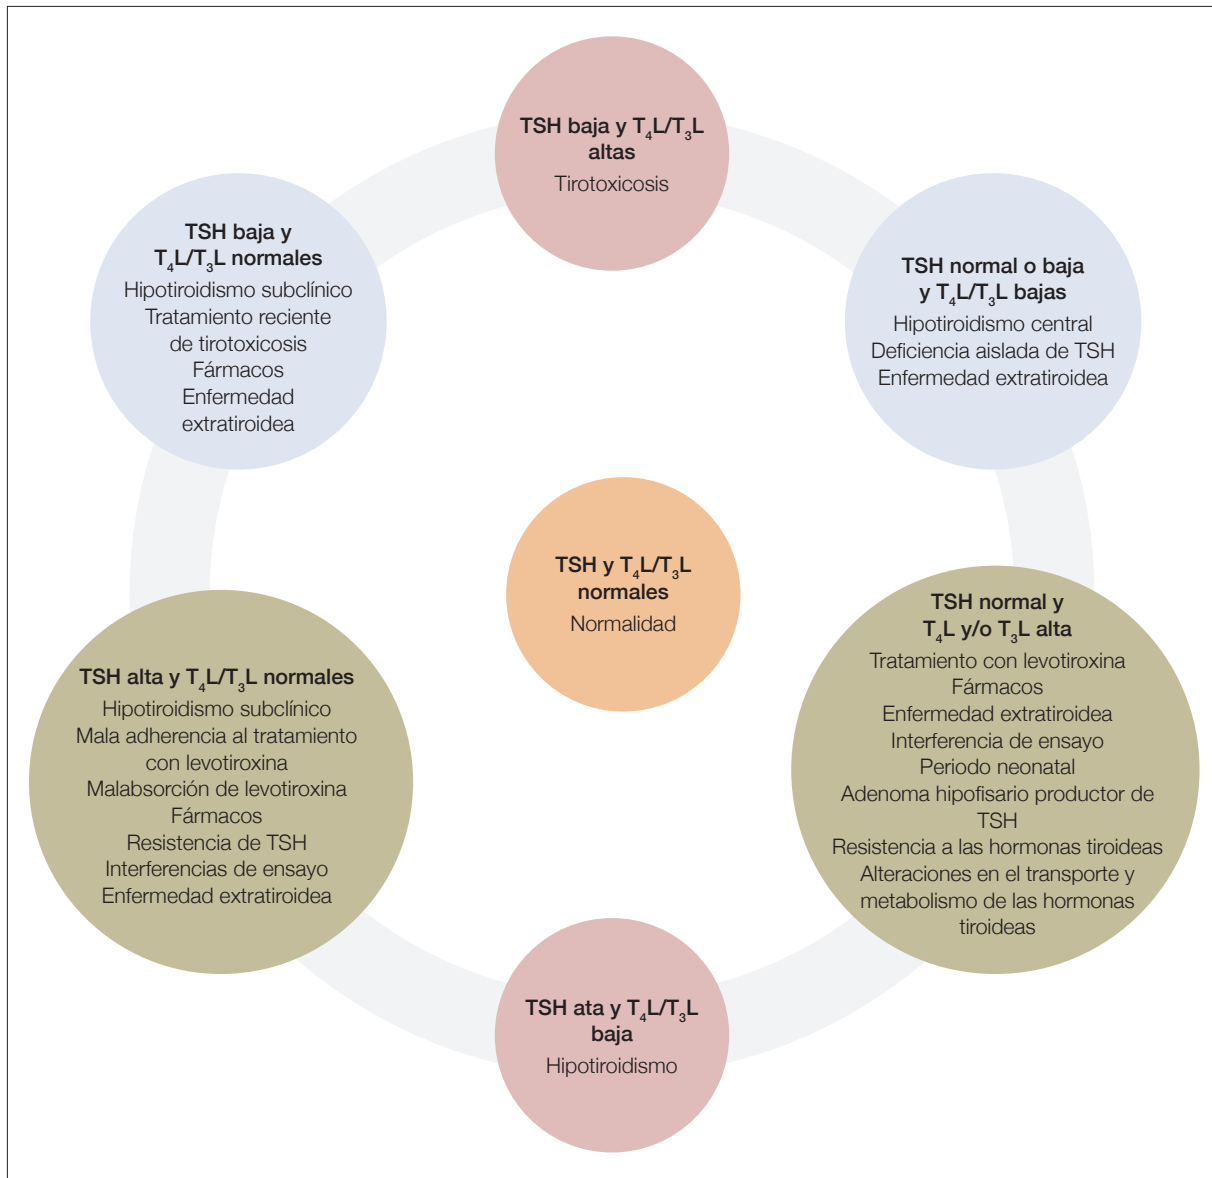 TSH baja y T₄L/T₃L
altas
Tirotoxicosis
TSH baja y
T₄L/T₃L normales
Hipotiroidismo subclínico
Tratamiento reciente
de tirotoxicosis
Fármacos
Enfermedad
extratiroidea
TSH normal o baja
y T₄L/T₃L bajas
Hipotiroidismo central
Deficiencia aislada de TSH
Enfermedad extratiroidea
TSH y T₄L/T₃L
normales
Normalidad
TSH alta y T₄L/T₃L normales
Hipotiroidismo subclínico
Mala adherencia al tratamiento
con levotiroxina
Malabsorción de levotiroxina
Fármacos
Resistencia de TSH
Interferencias de ensayo
Enfermedad extratiroidea
TSH normal y
T₄L y/o T₃L alta
Tratamiento con levotiroxina
Fármacos
Enfermedad extratiroidea
Interferencia de ensayo
Periodo neonatal
Adenoma hipofisario productor de
TSH
Resistencia a las hormonas tiroideas
Alteraciones en el transporte y
metabolismo de las hormonas
tiroideas
TSH ata y T₄L/T₃L
baja
Hipotiroidismo